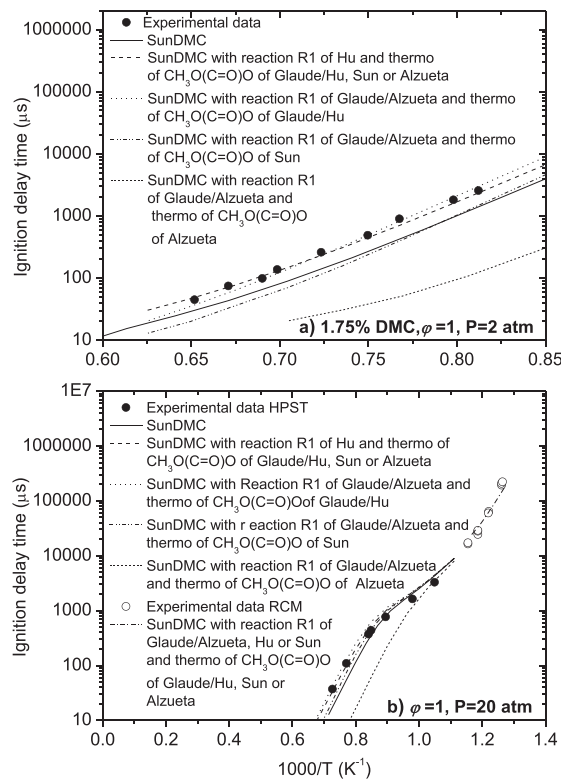 1000000
100000
10000
1000
100
10
Ignition delay time (μs)
Experimental data
SunDMC
SunDMC with reaction R1 of Hu and thermo
of CH3O(C=O)O of Glaude/Hu, Sun or Alzueta
SunDMC with reaction R1 of Glaude/Alzueta and thermo
of CH3O(C=O)O of Glaude/Hu
SunDMC with reaction R1 of Glaude/Alzueta and thermo
of CH3O(C=O)O of Sun
SunDMC with reaction R1
of Glaude/Alzueta and
thermo of CH3O(C=O)O
of Alzueta
a) 1.75% DMC, φ=1, P=2 atm
0.60 0.65 0.70 0.75 0.80 0.85
1E7
1000000
100000
10000
1000
100
10
Ignition delay time (μs)
Experimental data HPST
SunDMC
SunDMC with reaction R1 of Hu and thermo of
CH3O(C=O)O of Glaude/Hu, Sun or Alzueta
SunDMC with Reaction R1 of Glaude/Alzueta and
thermo of CH3O(C=O)Oof Glaude/Hu
SunDMC with r eaction R1 of Glaude/Alzueta and
thermo of CH3O(C=O)O of Sun
SunDMC with reaction R1 of Glaude/Alzueta
and thermo of CH3O(C=O)O of Alzueta
Experimental data RCM
SunDMC with reaction R1 of
Glaude/Alzueta, Hu or Sun
and thermo of CH3O(C=O)O
of Glaude/Hu, Sun or
Alzueta
b) φ=1, P=20 atm
0.0 0.2 0.4 0.6 0.8 1.0 1.2 1.4
1000/T (K-1)